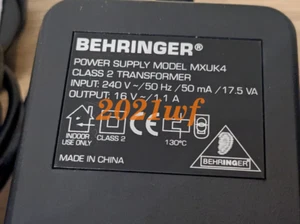 BEHRINGER®
POWER SUPPLY MODEL MXUK4
CLASS 2 TRANSFORMER
INPUT: 240 V~/50 Hz/50 mA/17.5 VA
OUTPUT: 16 V~/1.1 A
2021wf
INDOOR
USE ONLY
CLASS 2
130°C
BEHRINGER
MADE IN CHINA